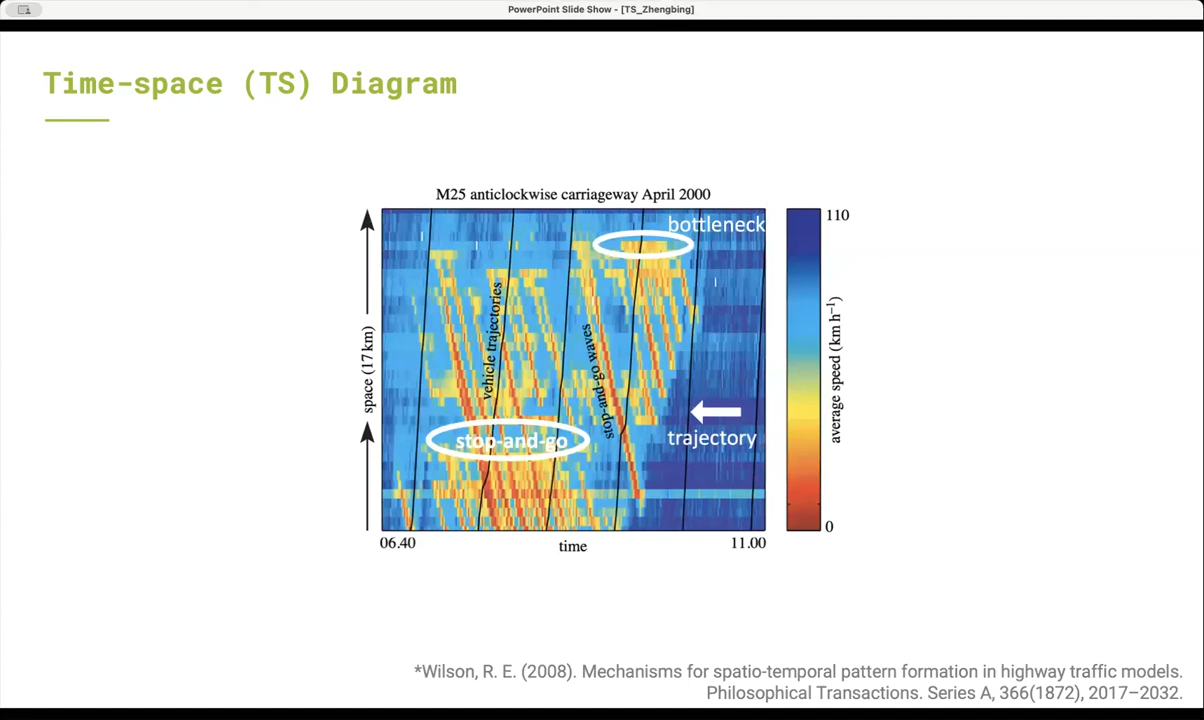 PowerPoint Slide Show - [TS_Zhengbing]
Time-space (TS) Diagram
M25 anticlockwise carriageway April 2000
bottleneck
110
vehicle trajectories
stop-and-go waves
space (17 km)
average speed (km h⁻¹)
stop-and-go
trajectory
0
06.40
time
11.00
*Wilson, R. E. (2008). Mechanisms for spatio-temporal pattern formation in highway traffic models.
Philosophical Transactions. Series A, 366(1872), 2017–2032.